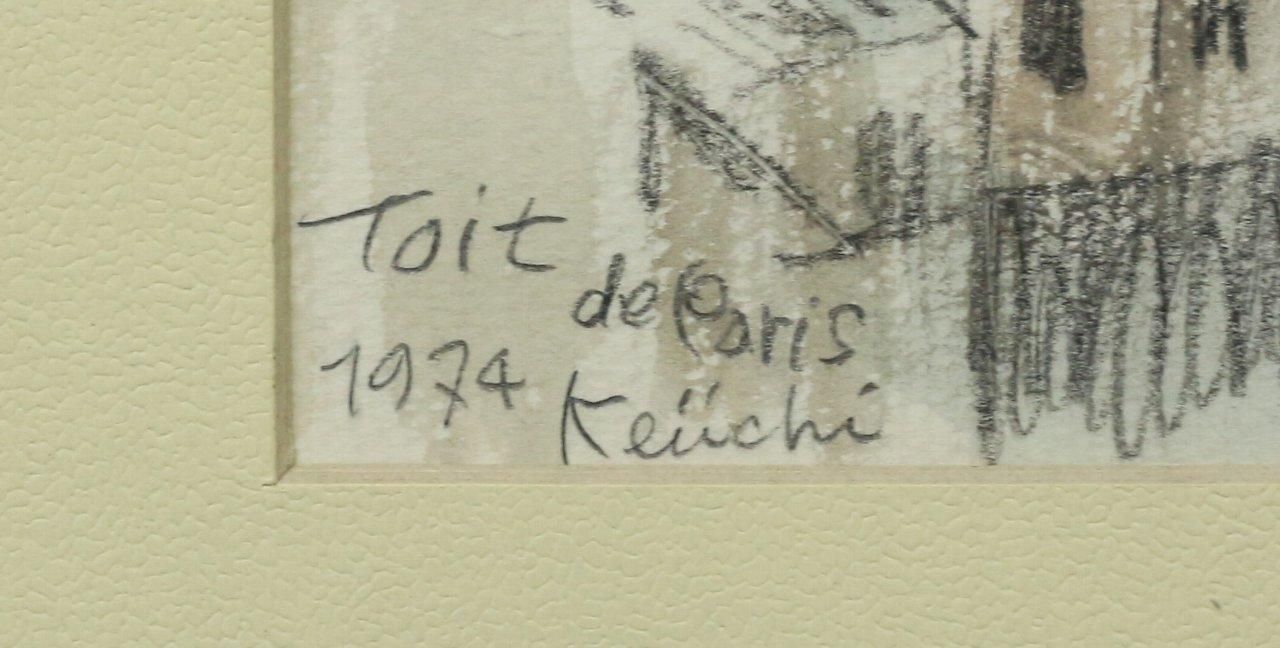 Toit
de Paris
1974 Keiichi